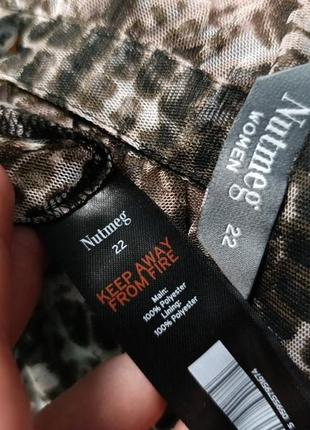 Nutmeg
WOMEN
22
Nutmeg
22
KEEP AWAY
FROM FIRE
Main:
100% Polyester
Lining:
100% Polyester